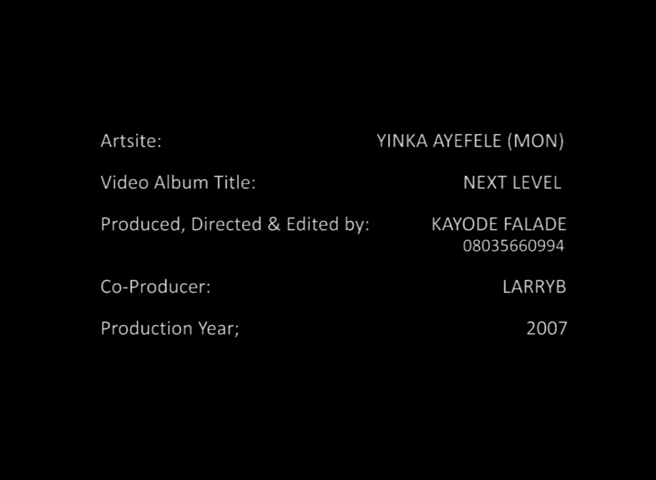 Artsite: YINKA AYEFELE (MON)
Video Album Title: NEXT LEVEL
Produced, Directed & Edited by: KAYODE FALADE
08035660994
Co-Producer: LARRYB
Production Year; 2007